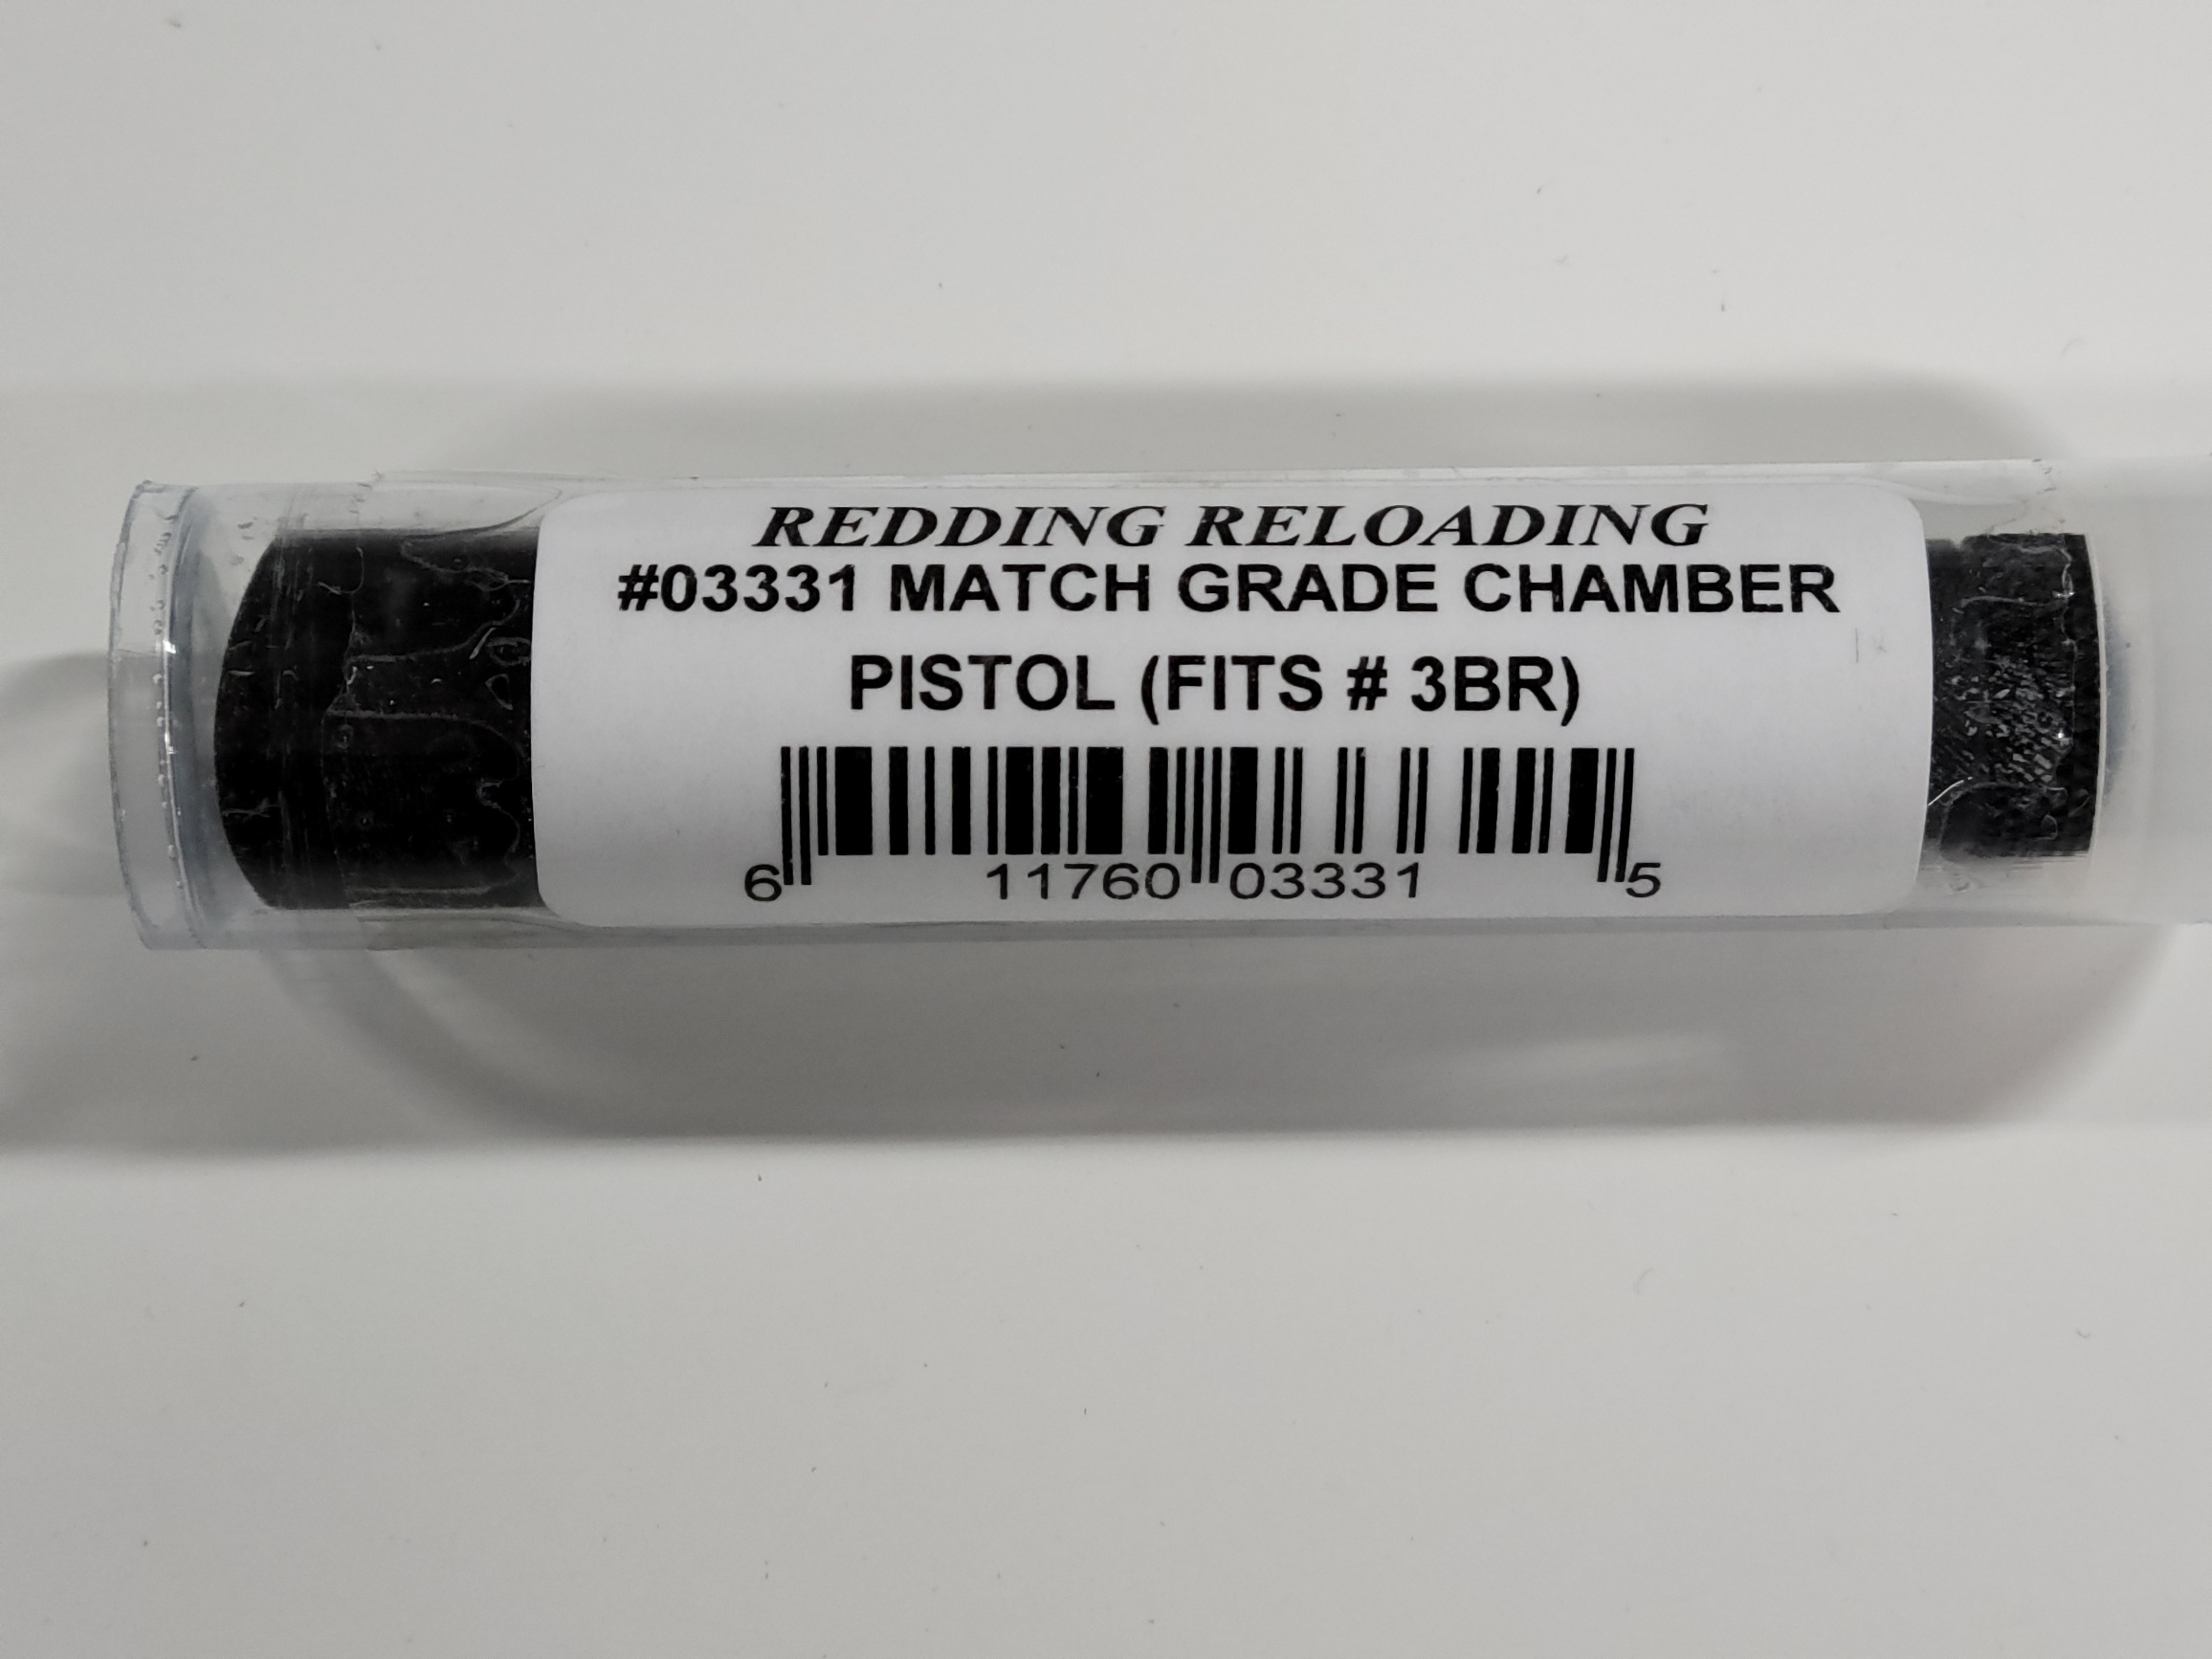 REDDING RELOADING
#03331 MATCH GRADE CHAMBER
PISTOL (FITS # 3BR)
6 11760 03331 5